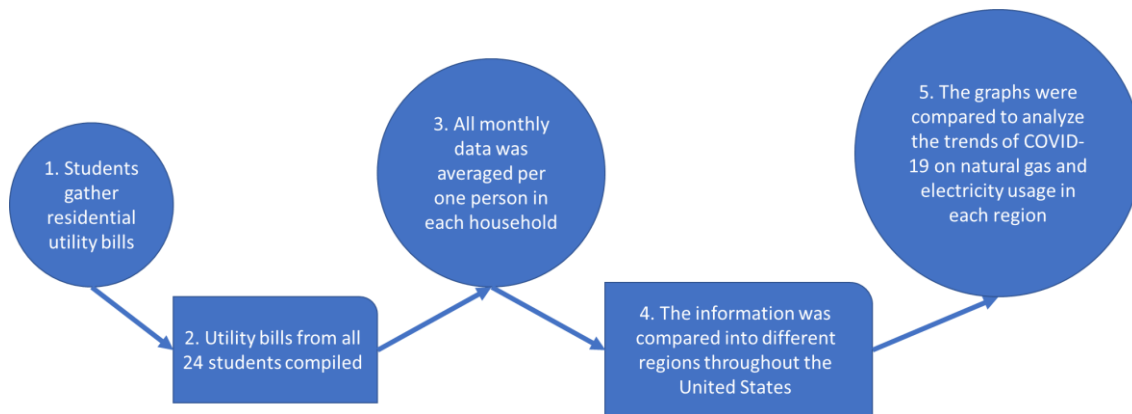 1. Students
gather
residential
utility bills
2. Utility bills from all
24 students compiled
3. All monthly
data was
averaged per
one person in
each household
4. The information was
compared into different
regions throughout the
United States
5. The graphs were
compared to analyze
the trends of COVID-
19 on natural gas and
electricity usage in
each region